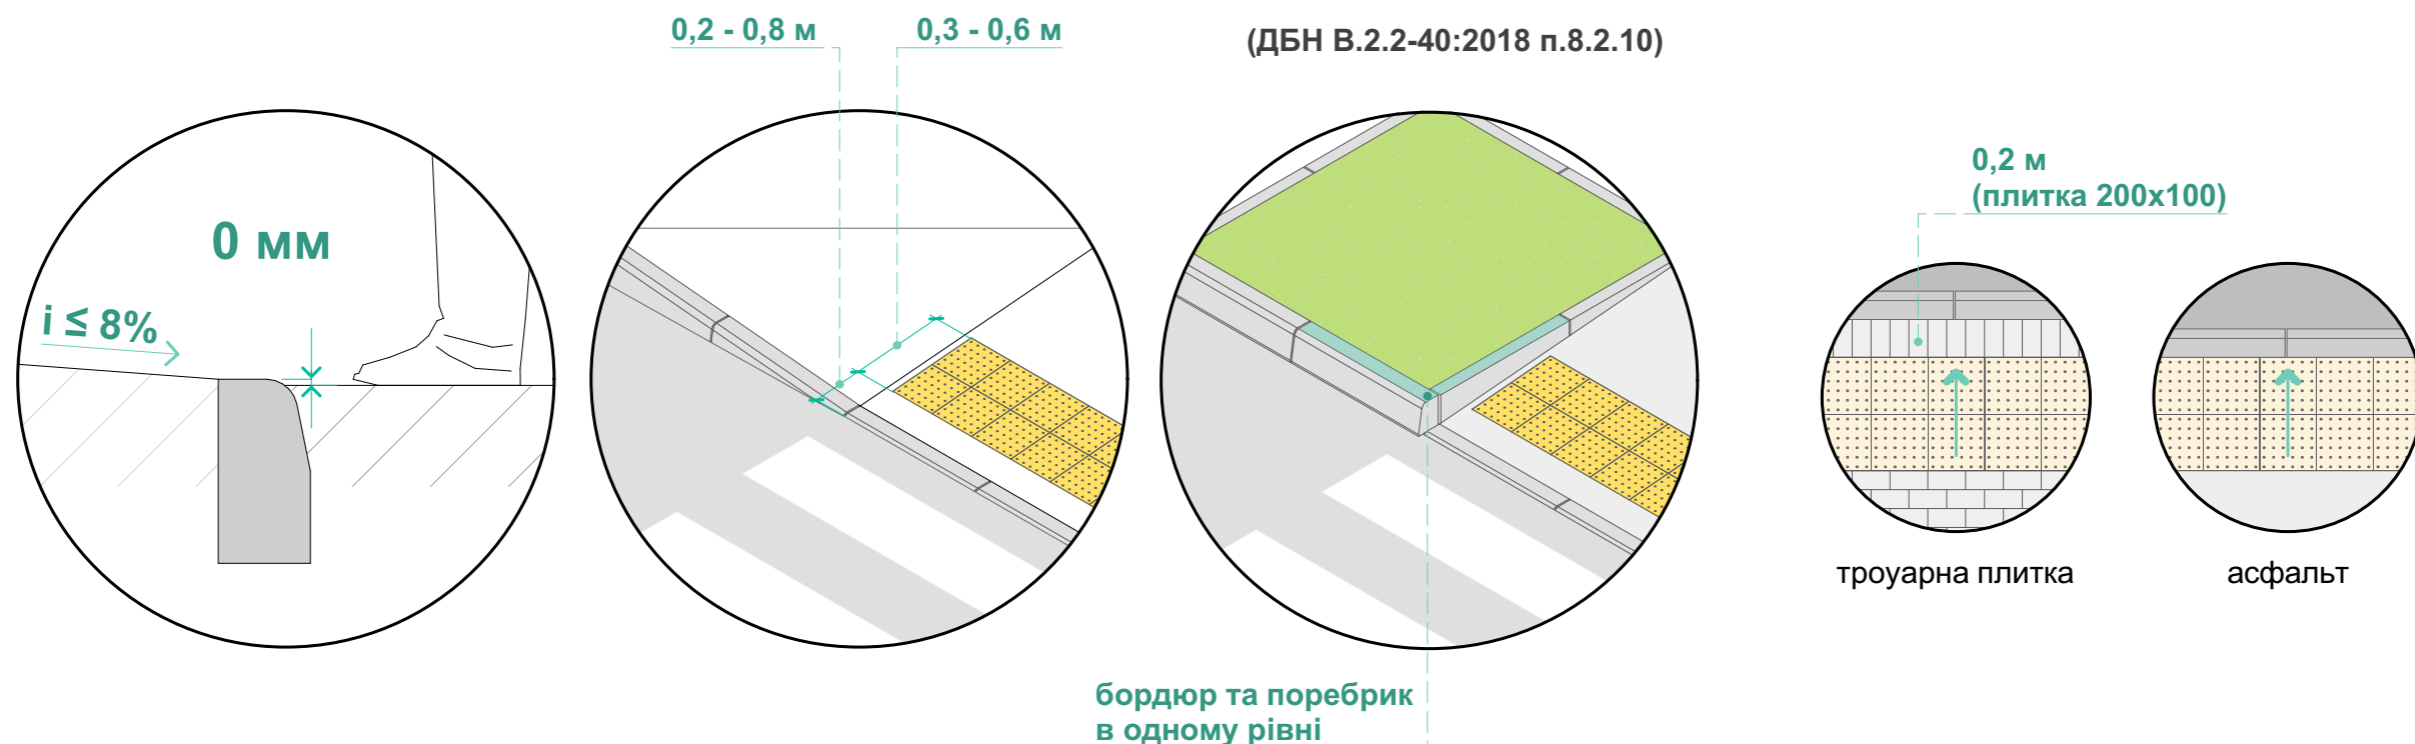 0,2 - 0,8 м
0,3 - 0,6 м
(ДБН В.2.2-40:2018 п.8.2.10)
0 мм
i ≤ 8%
0,2 м
(плитка 200х100)
троуарна плитка
асфальт
бордюр та поребрик
в одному рівні